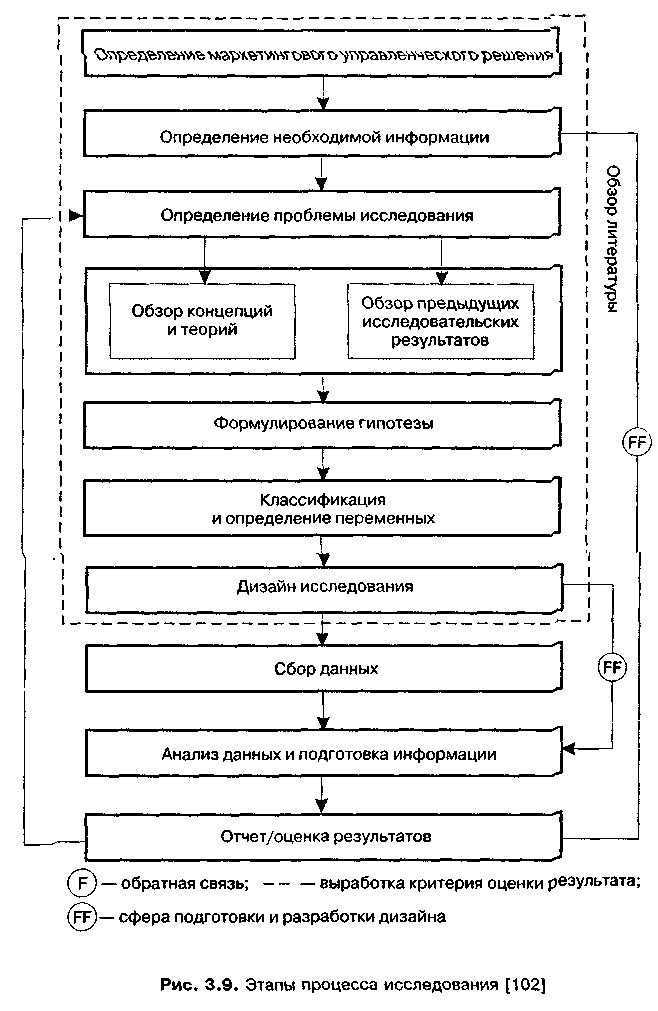 Определение маркетингового управленческого решения
Определение необходимой информации
Определение проблемы исследования
Обзор концепций
и теорий
Обзор предыдущих
исследовательских
результатов
Формулирование гипотезы
Классификация
и определение переменных
Дизайн исследования
Сбор данных
Анализ данных и подготовка информации
Отчет/оценка результатов
Обзор литературы
FF
FF
F — обратная связь; – – – — выработка критерия оценки результата;
FF — сфера подготовки и разработки дизайна
Рис. 3.9. Этапы процесса исследования [102]